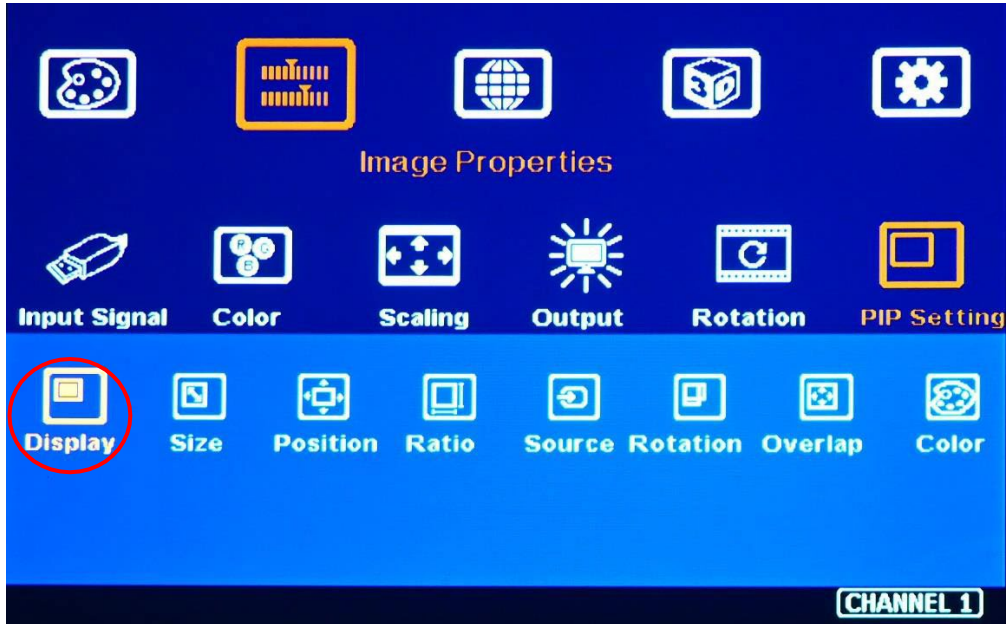 3D
Image Properties
R G
B
Input Signal Color Scaling Output Rotation PIP Setting
Display Size Position Ratio Source Rotation Overlap Color
CHANNEL 1